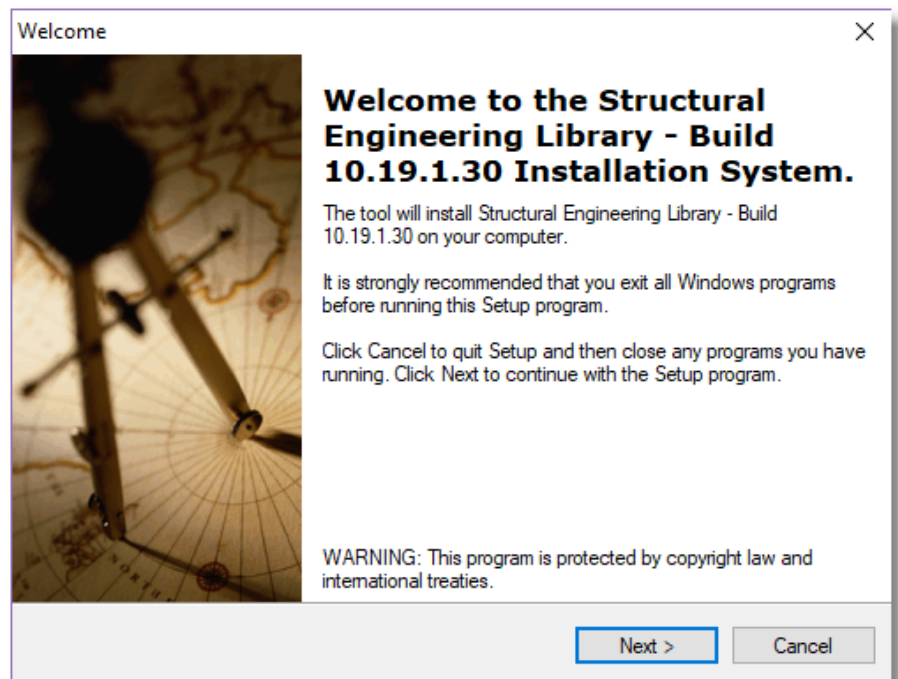 Welcome
Welcome to the Structural
Engineering Library - Build
10.19.1.30 Installation System.
The tool will install Structural Engineering Library - Build
10.19.1.30 on your computer.
It is strongly recommended that you exit all Windows programs
before running this Setup program.
Click Cancel to quit Setup and then close any programs you have
running. Click Next to continue with the Setup program.
WARNING: This program is protected by copyright law and
international treaties.
NORTH
Next >
Cancel